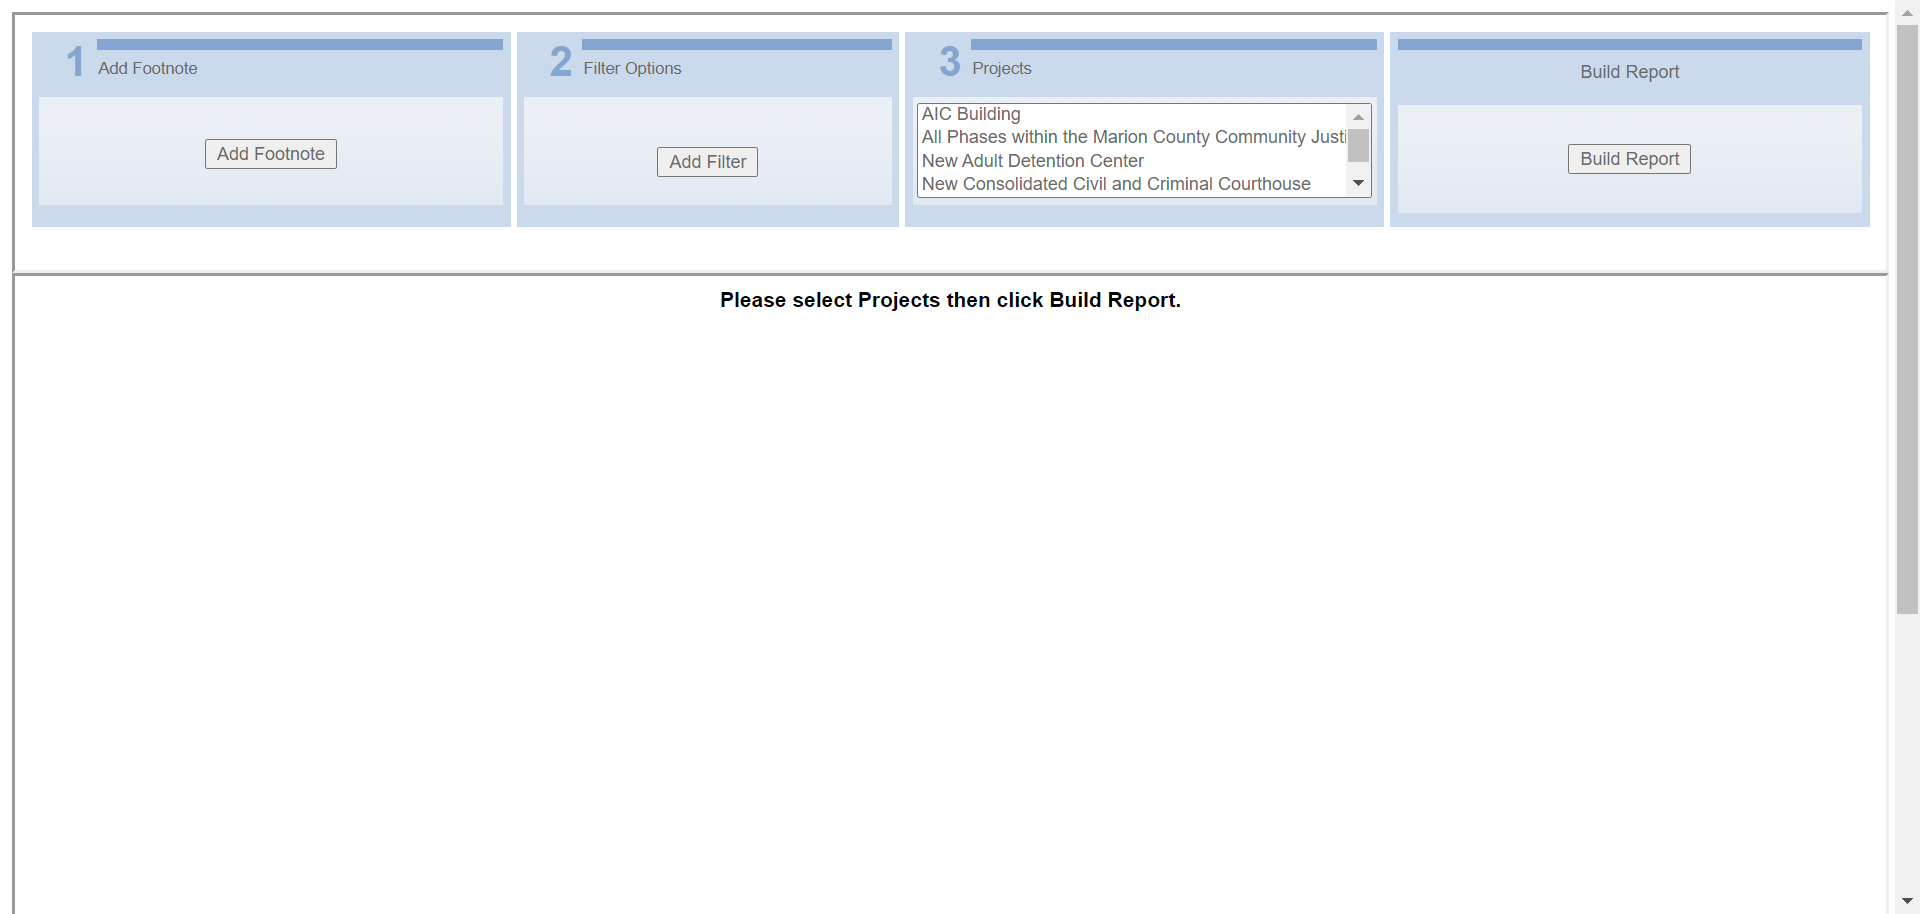 1 Add Footnote
Add Footnote
2 Filter Options
Add Filter
3 Projects
AIC Building
All Phases within the Marion County Community Justi
New Adult Detention Center
New Consolidated Civil and Criminal Courthouse
Build Report
Build Report
Please select Projects then click Build Report.